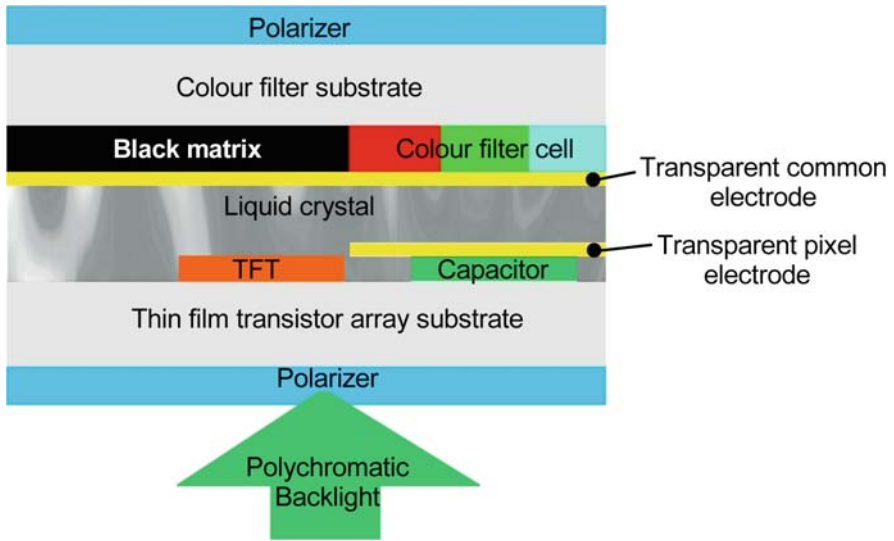 Polarizer
Colour filter substrate
Black matrix
Colour filter cell
Transparent common
electrode
Liquid crystal
Transparent pixel
electrode
TFT
Capacitor
Thin film transistor array substrate
Polarizer
Polychromatic
Backlight